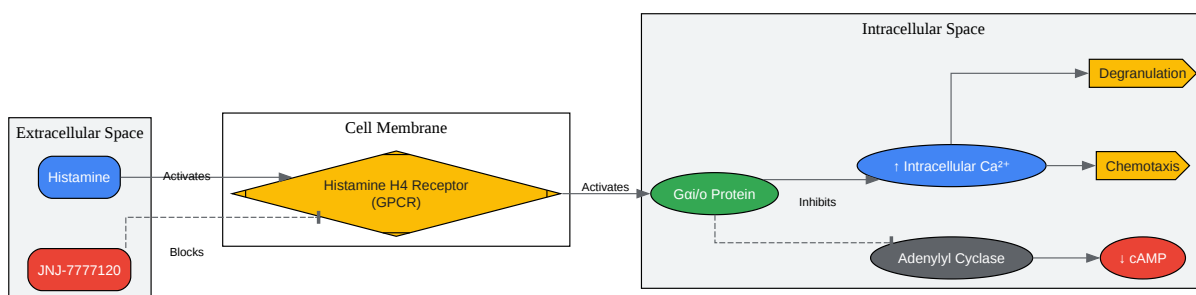 Extracellular Space
Histamine
JNJ-7777120
Activates
Blocks
Cell Membrane
Histamine H4 Receptor
(GPCR)
Activates
Intracellular Space
Gαi/o Protein
Inhibits
↑ Intracellular Ca²⁺
Adenylyl Cyclase
Degranulation
Chemotaxis
↓ cAMP